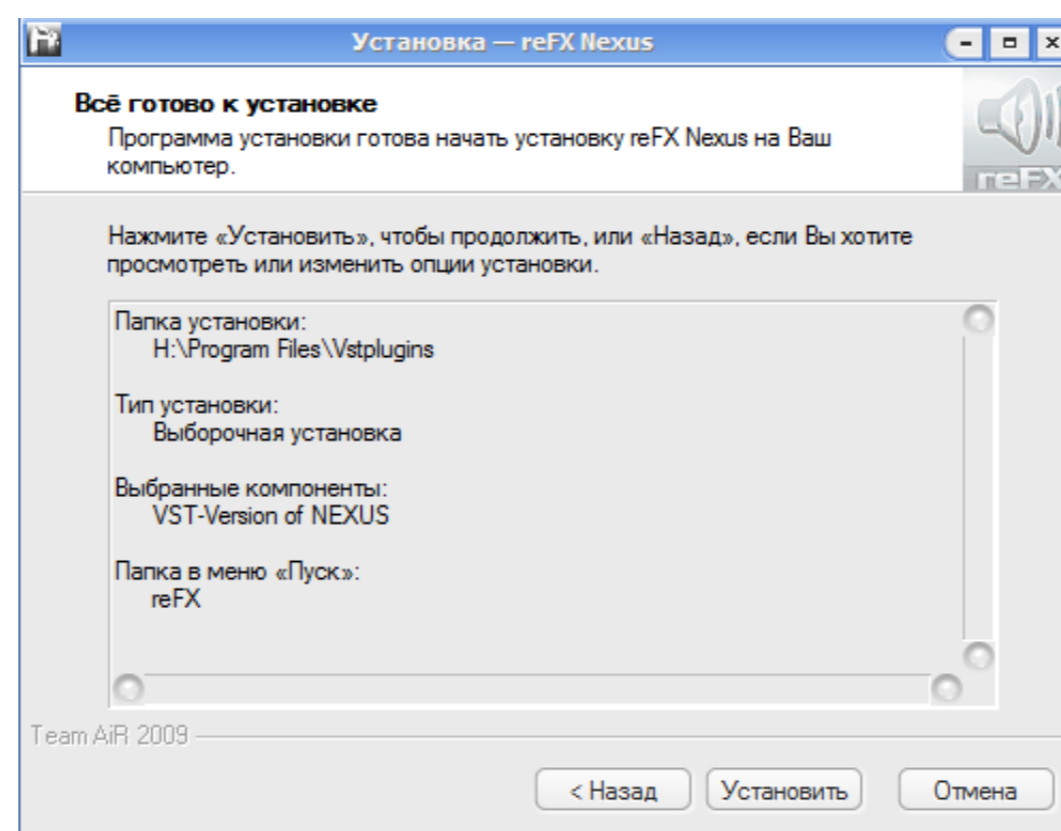 Установка — reFX Nexus
Всё готово к установке
Программа установки готова начать установку reFX Nexus на Ваш
компьютер.
reFX
Нажмите «Установить», чтобы продолжить, или «Назад», если Вы хотите
просмотреть или изменить опции установки.
Папка установки:
H:\Program Files\Vstplugins
Тип установки:
Выборочная установка
Выбранные компоненты:
VST-Version of NEXUS
Папка в меню «Пуск»:
reFX
Team AiR 2009
< Назад Установить Отмена